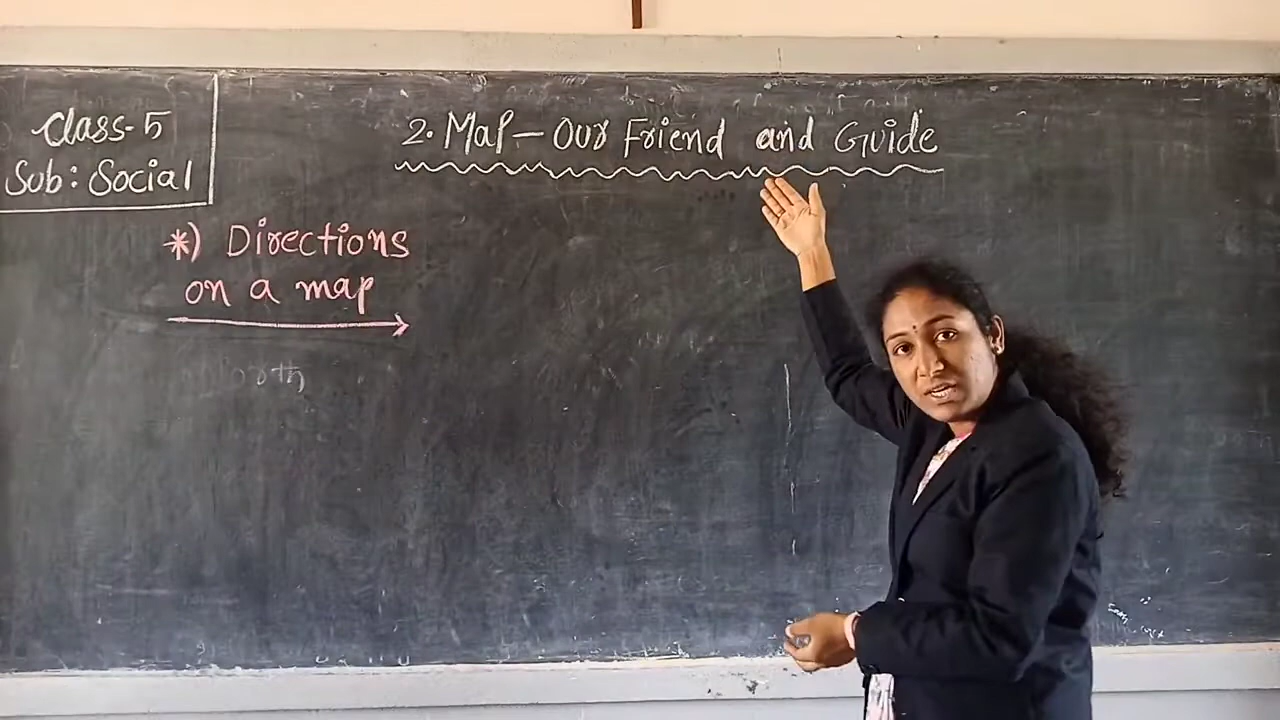 Class-5
Sub: Social
2. Map - Our Friend and Guide
*) Directions
on a map